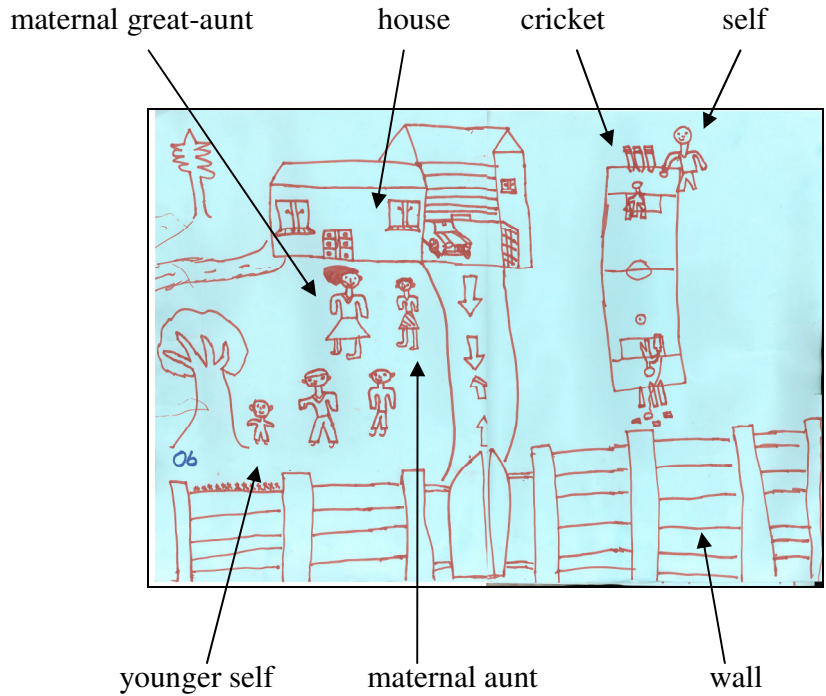 maternal great-aunt house cricket self
06
younger self maternal aunt wall